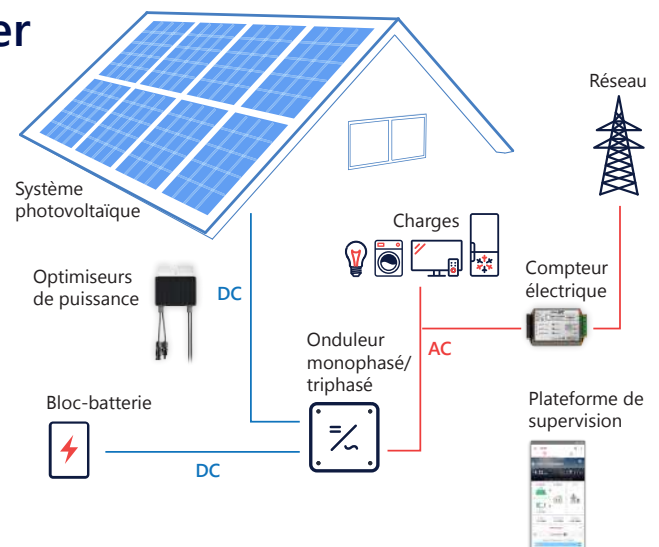 er
Réseau
Système
photovoltaïque
Charges
Optimiseurs
de puissance
DC
Compteur
électrique
Onduleur
monophasé/
triphasé
AC
Bloc-batterie
DC
Plateforme de
supervision